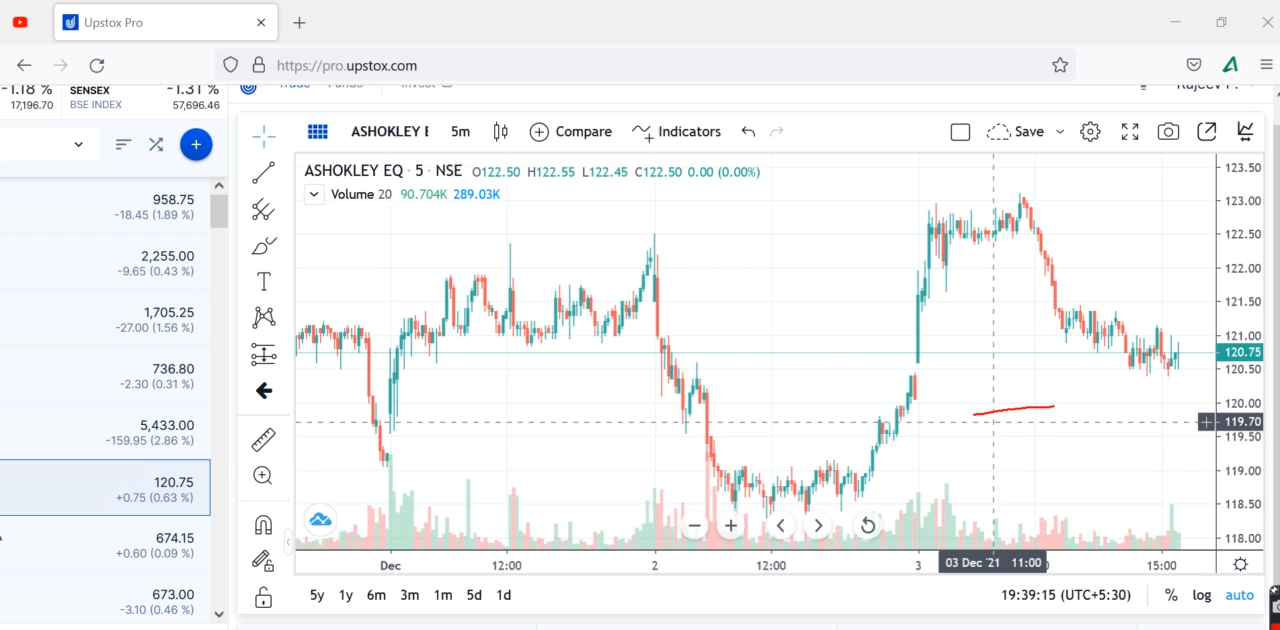 Upstox Pro
https://pro.upstox.com
-1.18 % SENSEX -1.31 %
17,196.70 BSE INDEX 57,696.46
ASHOKLEY E 5m Compare Indicators Save
ASHOKLEY EQ · 5 · NSE O122.50 H122.55 L122.45 C122.50 0.00 (0.00%)
Volume 20 90.704K 289.03K
958.75
-18.45 (1.89 %)
2,255.00
-9.65 (0.43 %)
1,705.25
-27.00 (1.56 %)
736.80
-2.30 (0.31 %)
5,433.00
-159.95 (2.86 %)
120.75
+0.75 (0.63 %)
674.15
+0.60 (0.09 %)
673.00
-3.10 (0.46 %)
123.50
123.00
122.50
122.00
121.50
121.00
120.75
120.50
120.00
119.70
119.50
119.00
118.50
118.00
Dec 12:00 2 12:00 3 03 Dec '21 11:00 15:00
5y 1y 6m 3m 1m 5d 1d 19:39:15 (UTC+5:30) % log auto